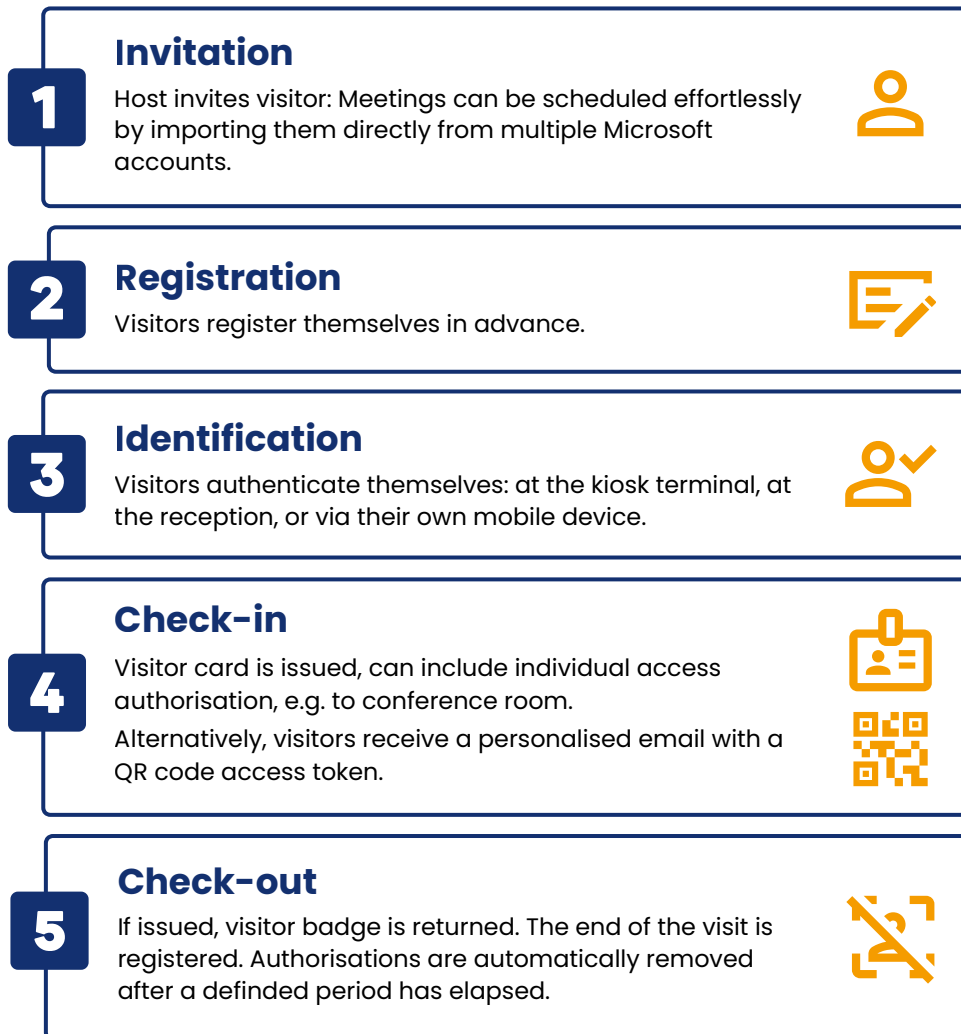 1
Invitation
Host invites visitor: Meetings can be scheduled effortlessly
by importing them directly from multiple Microsoft
accounts.
2
Registration
Visitors register themselves in advance.
3
Identification
Visitors authenticate themselves: at the kiosk terminal, at
the reception, or via their own mobile device.
4
Check-in
Visitor card is issued, can include individual access
authorisation, e.g. to conference room.
Alternatively, visitors receive a personalised email with a
QR code access token.
5
Check-out
If issued, visitor badge is returned. The end of the visit is
registered. Authorisations are automatically removed
after a definded period has elapsed.